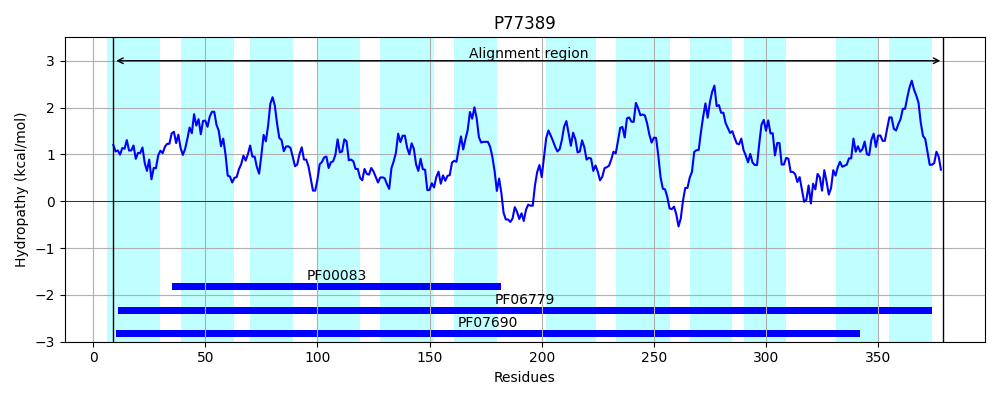 P77389
Hydropathy (kcal/mol)
3
2
1
0
−1
−2
−3
Alignment region
PF00083
PF06779
PF07690
0 50 100 150 200 250 300 350
Residues